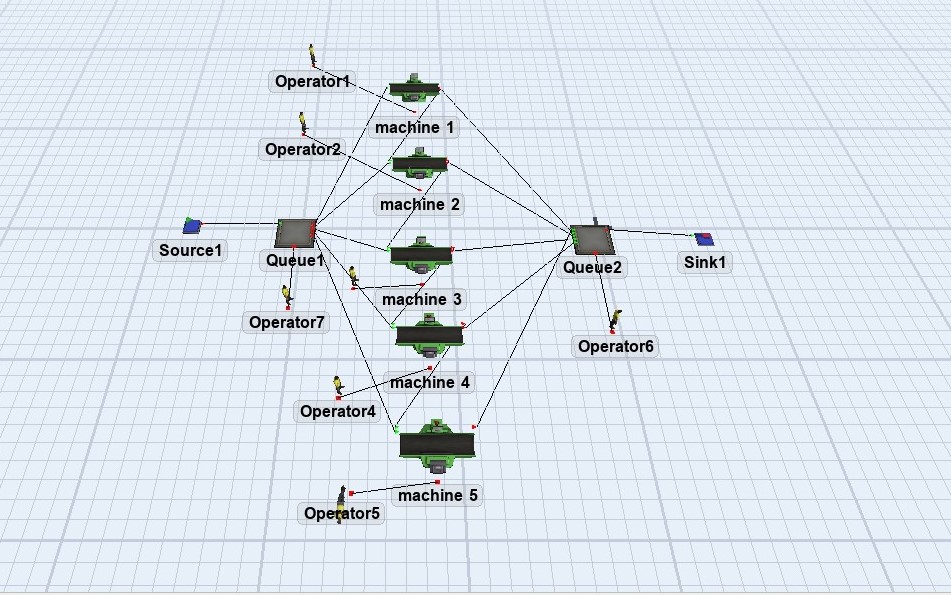 Operator1
machine 1
Operator2
machine 2
Source1
Queue1
Queue2
Sink1
machine 3
Operator7
Operator6
machine 4
Operator4
machine 5
Operator5